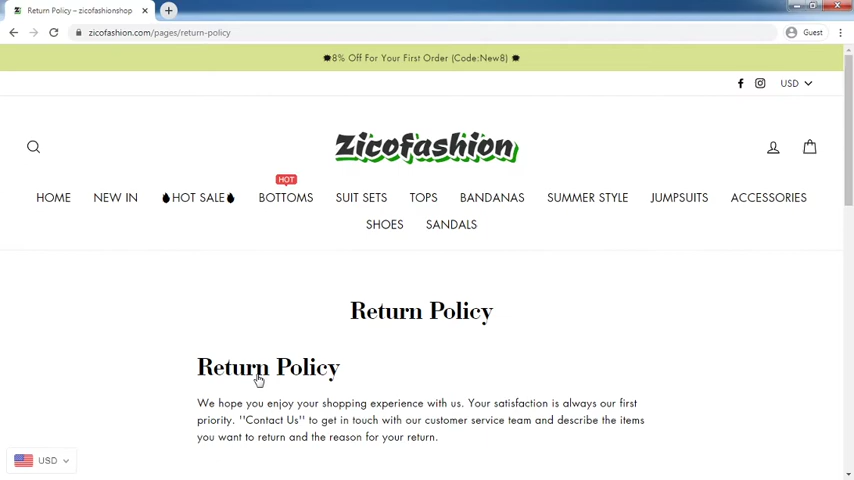 Return Policy – zicofashionshop
zicofashion.com/pages/return-policy
Guest
8% Off For Your First Order (Code:New8)
USD
Zicofashion
HOT
HOME NEW IN HOT SALE BOTTOMS SUIT SETS TOPS BANDANAS SUMMER STYLE JUMPSUITS ACCESSORIES
SHOES SANDALS
Return Policy
Return Policy
We hope you enjoy your shopping experience with us. Your satisfaction is always our first
priority. ''Contact Us'' to get in touch with our customer service team and describe the items
you want to return and the reason for your return.
USD